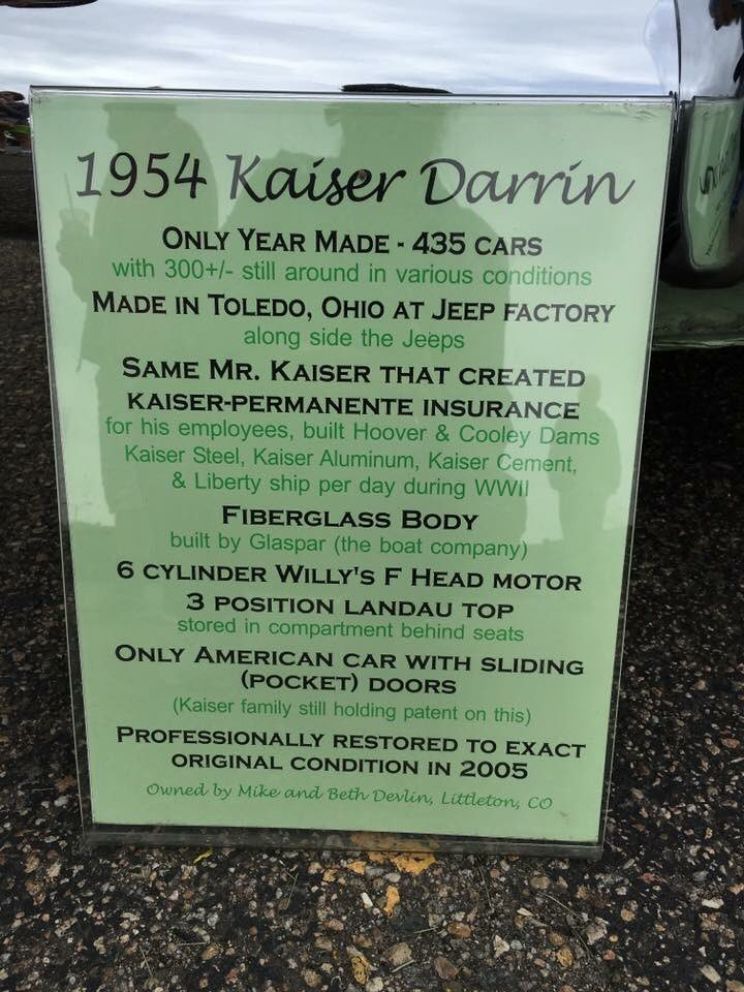 1954 Kaiser Darrin
ONLY YEAR MADE - 435 CARS
with 300+/- still around in various conditions
MADE IN TOLEDO, OHIO AT JEEP FACTORY
along side the Jeeps
SAME MR. KAISER THAT CREATED
KAISER-PERMANENTE INSURANCE
for his employees, built Hoover & Cooley Dams
Kaiser Steel, Kaiser Aluminum, Kaiser Cement,
& Liberty ship per day during WWII
FIBERGLASS BODY
built by Glaspar (the boat company)
6 CYLINDER WILLY'S F HEAD MOTOR
3 POSITION LANDAU TOP
stored in compartment behind seats
ONLY AMERICAN CAR WITH SLIDING
(POCKET) DOORS
(Kaiser family still holding patent on this)
PROFESSIONALLY RESTORED TO EXACT
ORIGINAL CONDITION IN 2005
Owned by Mike and Beth Devlin, Littleton, CO